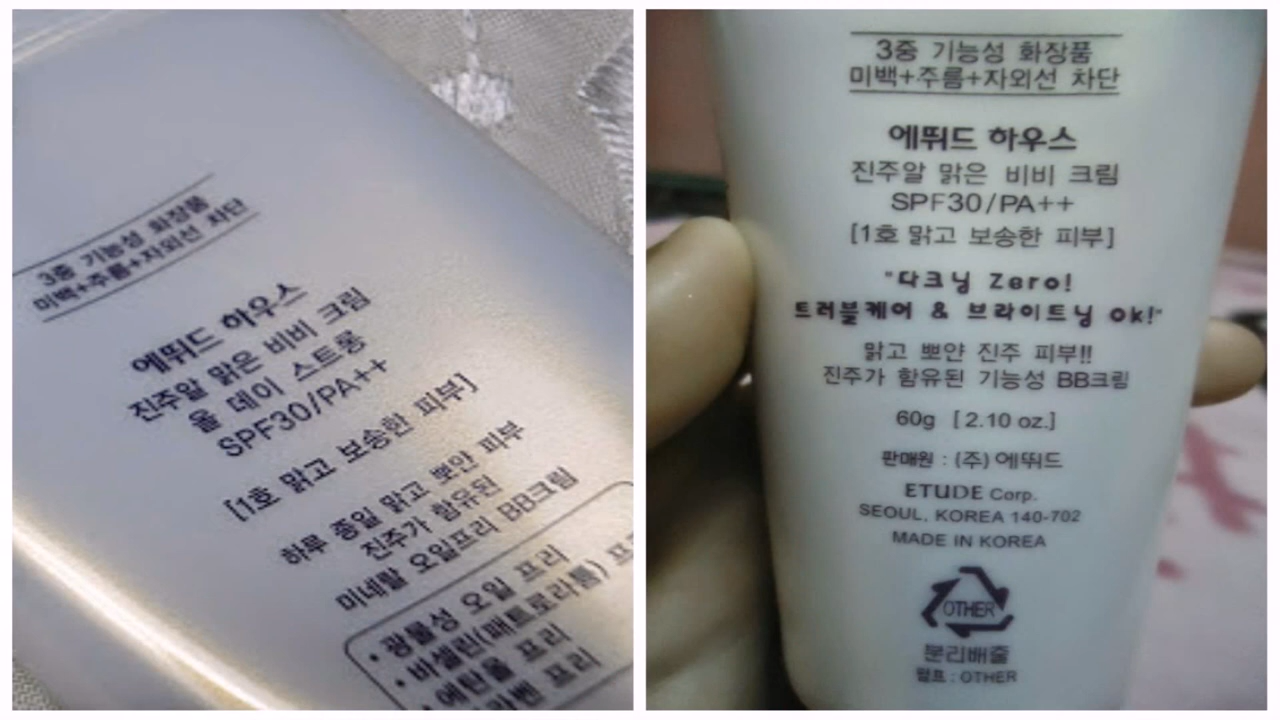 3중 기능성 화장품
미백+주름+자외선 차단
에뛰드 하우스
진주알 맑은 비비 크림
올 데이 스트롱
SPF30/PA++
[1호 맑고 보송한 피부]
하루 종일 맑고 뽀얀 피부
진주가 함유된
미네랄 오일프리 BB크림
• 광물성 오일 프리
• 비셀린(페트로라튬)
• 에탄올 프리
프리
3중 기능성 화장품
미백+주름+자외선 차단
에뛰드 하우스
진주알 맑은 비비 크림
SPF30/PA++
[1호 맑고 보송한 피부]
"다크닝 Zero!
트러블케어 & 브라이트닝 Ok!"
맑고 뽀얀 진주 피부!!
진주가 함유된 기능성 BB크림
60g [2.10 oz.]
판매원 : (주)에뛰드
ETUDE Corp.
SEOUL, KOREA 140-702
MADE IN KOREA
OTHER
분리배출
: OTHER